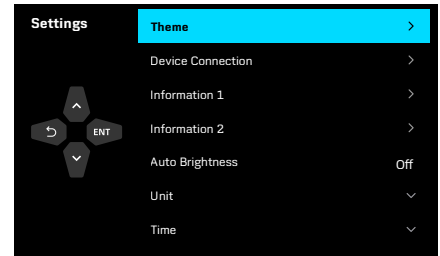 Settings
Theme
Device Connection
Information 1
Information 2
ENT
Auto Brightness
Off
Unit
Time